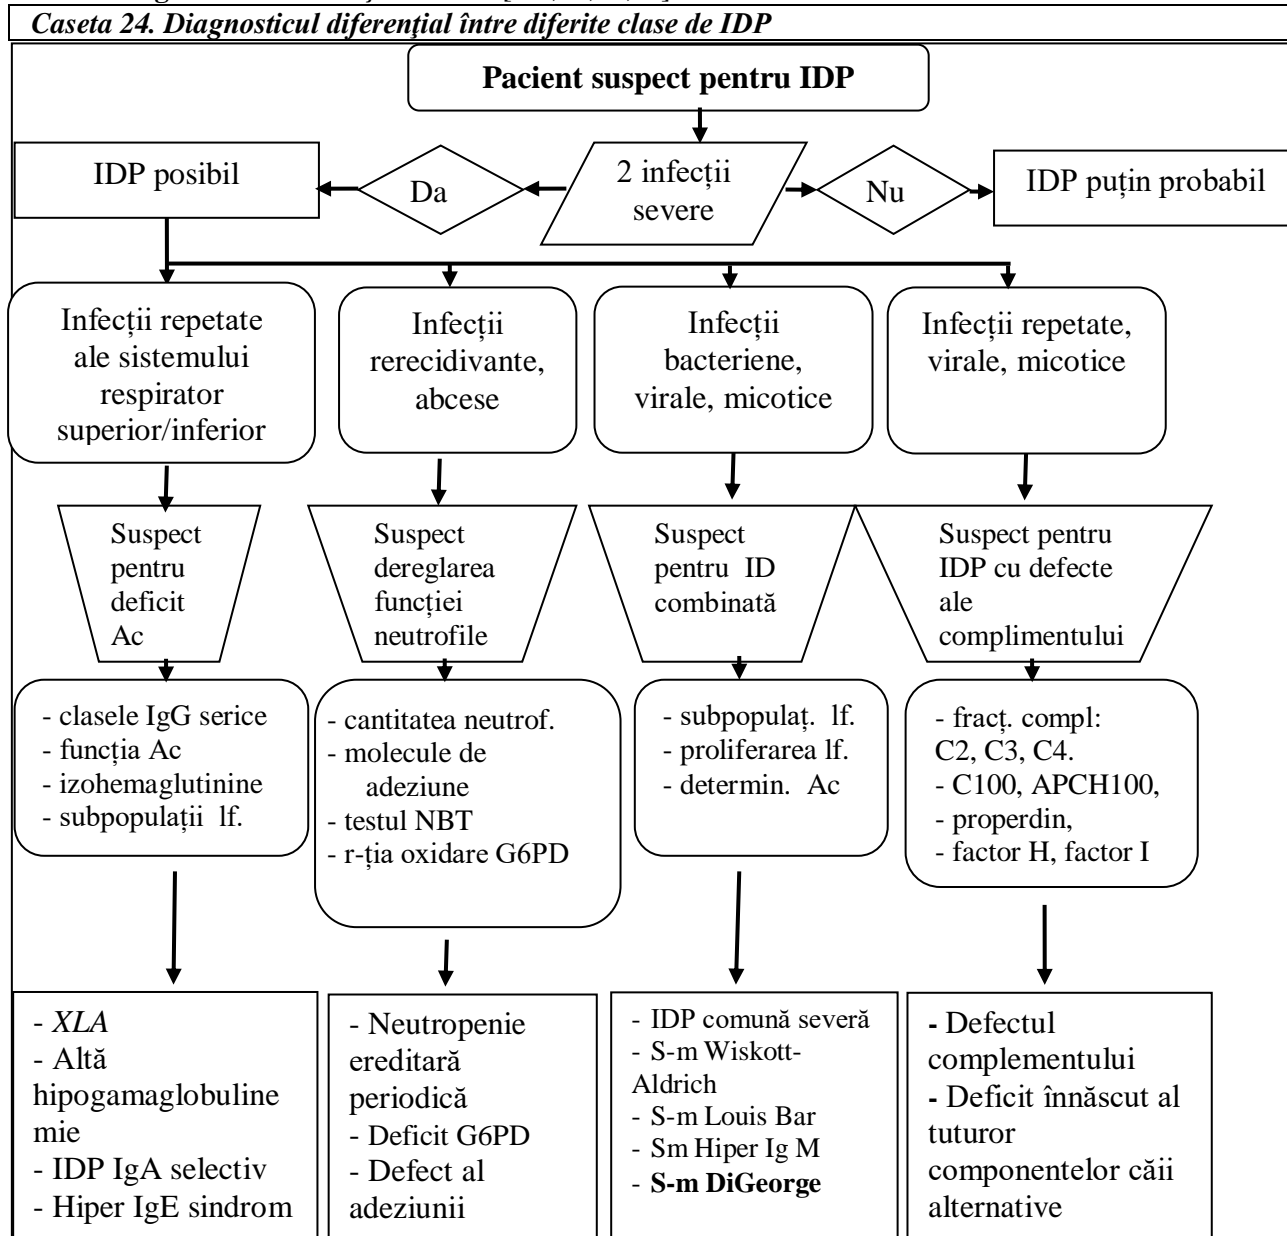 Caseta 24. Diagnosticul diferenţial între diferite clase de IDP
Pacient suspect pentru IDP
IDP posibil
Da
2 infecții
severe
Nu
IDP puțin probabil
Infecții repetate
ale sistemului
respirator
superior/inferior
Infecții
rerecidivante,
abcese
Infecții
bacteriene,
virale, micotice
Infecții repetate,
virale, micotice
Suspect
pentru
deficit
Ac
Suspect
dereglarea
funcției
neutrofile
Suspect
pentru ID
combinată
Suspect pentru
IDP cu defecte
ale
complimentului
- clasele IgG serice
- funcția Ac
- izohemaglutinine
- subpopulații lf.
- cantitatea neutrof.
- molecule de
adeziune
- testul NBT
- r-ția oxidare G6PD
- subpopulaț. lf.
- proliferarea lf.
- determin. Ac
- fracț. compl:
C2, C3, C4.
- C100, APCH100,
- properdin,
- factor H, factor I
- XLA
- Altă
hipogamaglobuline
mie
- IDP IgA selectiv
- Hiper IgE sindrom
- Neutropenie
ereditară
periodică
- Deficit G6PD
- Defect al
adeziunii
- IDP comună severă
- S-m Wiskott-
Aldrich
- S-m Louis Bar
- Sm Hiper Ig M
- S-m DiGeorge
- Defectul
complementului
- Deficit înnăscut al
tuturor
componentelor căii
alternative